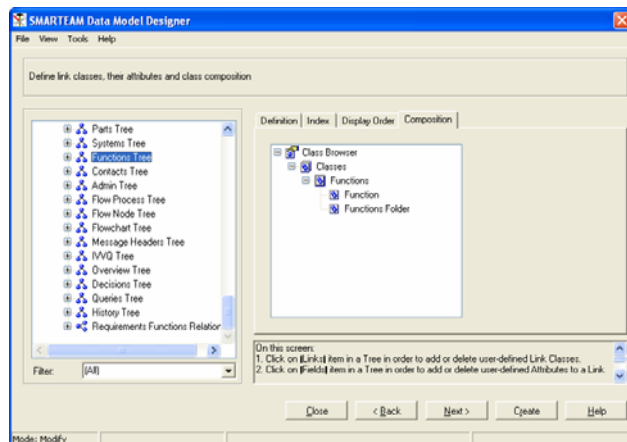 SMARTEAM Data Model Designer
File View Tools Help
Define link classes, their attributes and class composition
Parts Tree
Systems Tree
Functions Tree
Contacts Tree
Admin Tree
Flow Process Tree
Flow Node Tree
Flowchart Tree
Message Headers Tree
IVVQ Tree
Overview Tree
Decisions Tree
Queries Tree
History Tree
Requirements Functions Relation
Filter: (All)
Definition Index Display Order Composition
Class Browser
Classes
Functions
Function
Functions Folder
On this screen:
1. Click on |Links| item in a Tree in order to add or delete user-defined Link Classes.
2. Click on |Fields| item in a Tree in order to add or delete user-defined Attributes to a Link
Close < Back Next > Create Help
Mode: Modify